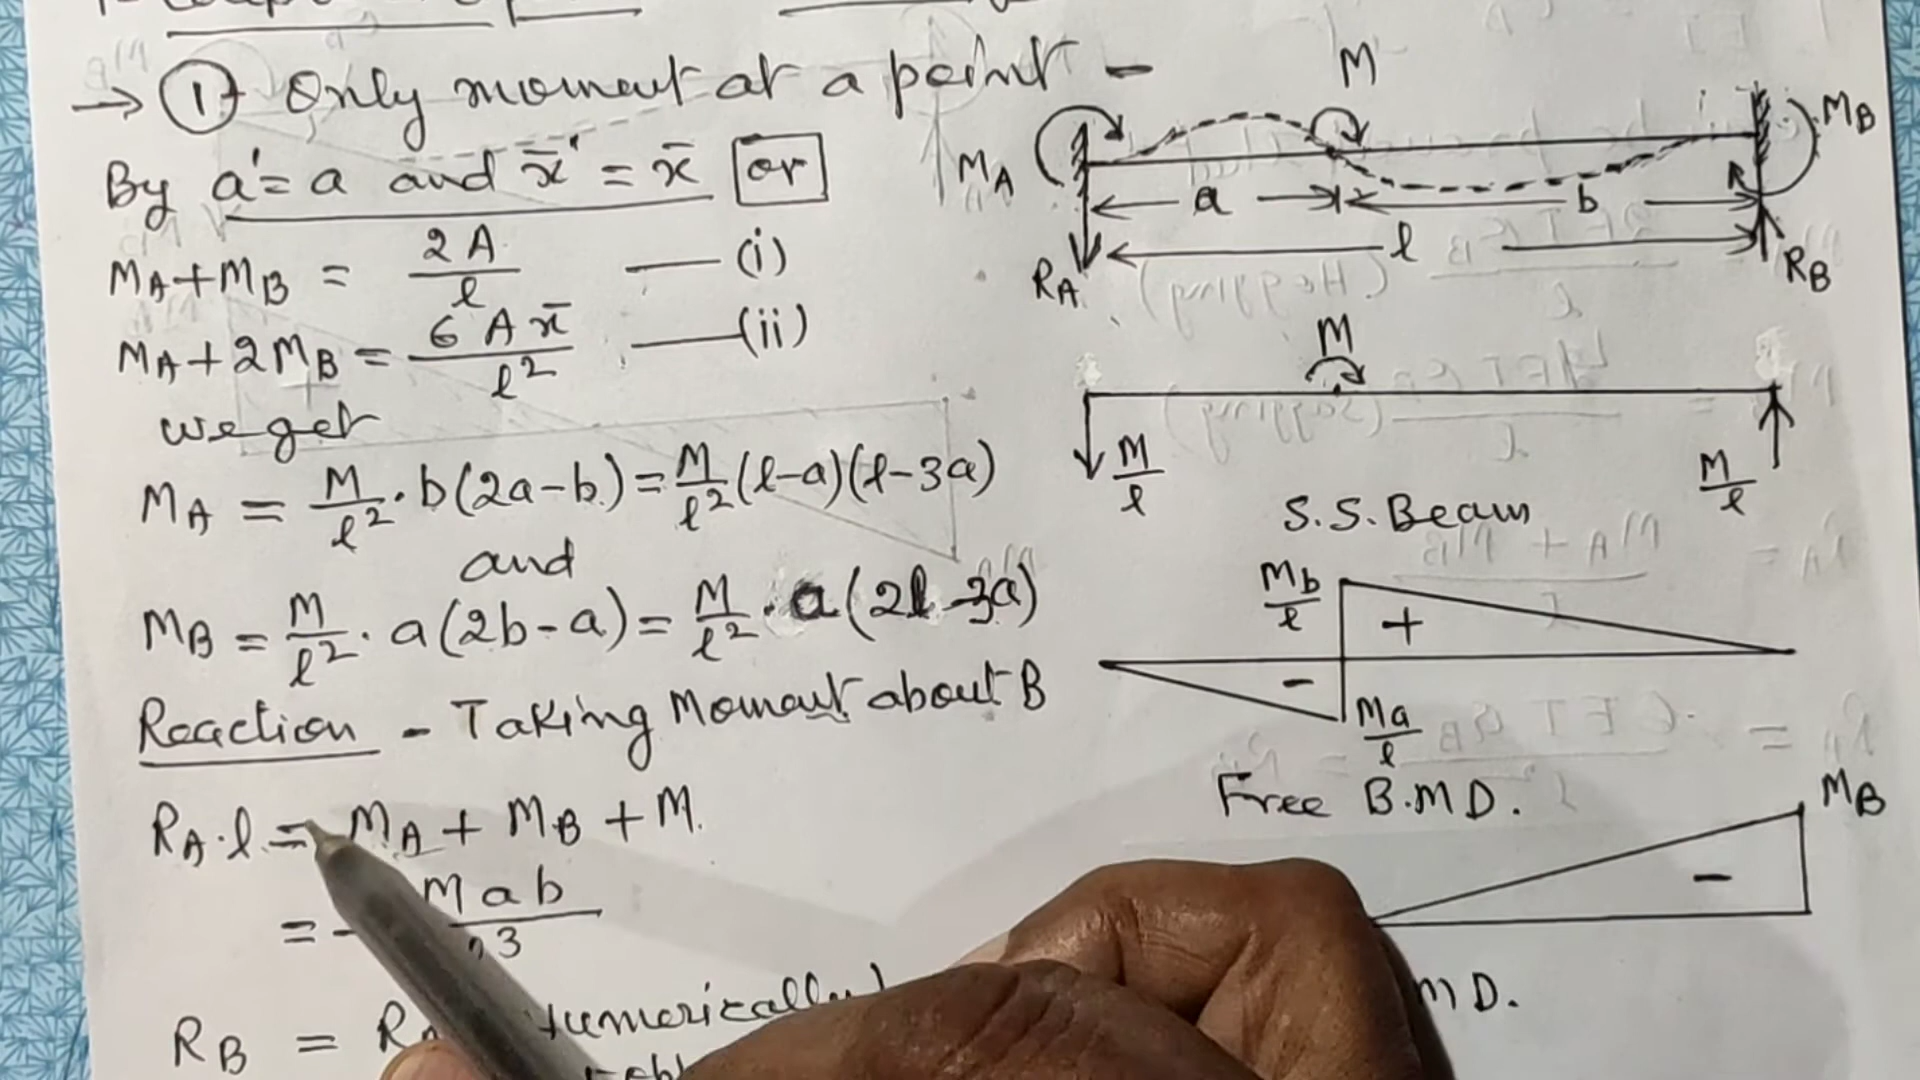 → ① Only moment at a point -
By a' = a and x̄' = x̄ or
MA + MB = 2A/l —— (i)
MA + 2MB = 6Ax̄/l² —— (ii)
we get
MA = M/l² . b(2a-b) = M/l² (l-a)(l-3a)
and
MB = M/l² . a(2b-a) = M/l² . a(2l-3a)
Reaction - Taking Moment about B
RA.l = MA + MB + M.
Mab
3
RB =
M
MA
MB
a
b
l
RA
RB
M
M/l
M/l
S.S. Beam
Mb/l
+
-
Ma/l
Free B.M.D.
MB
-
MD.